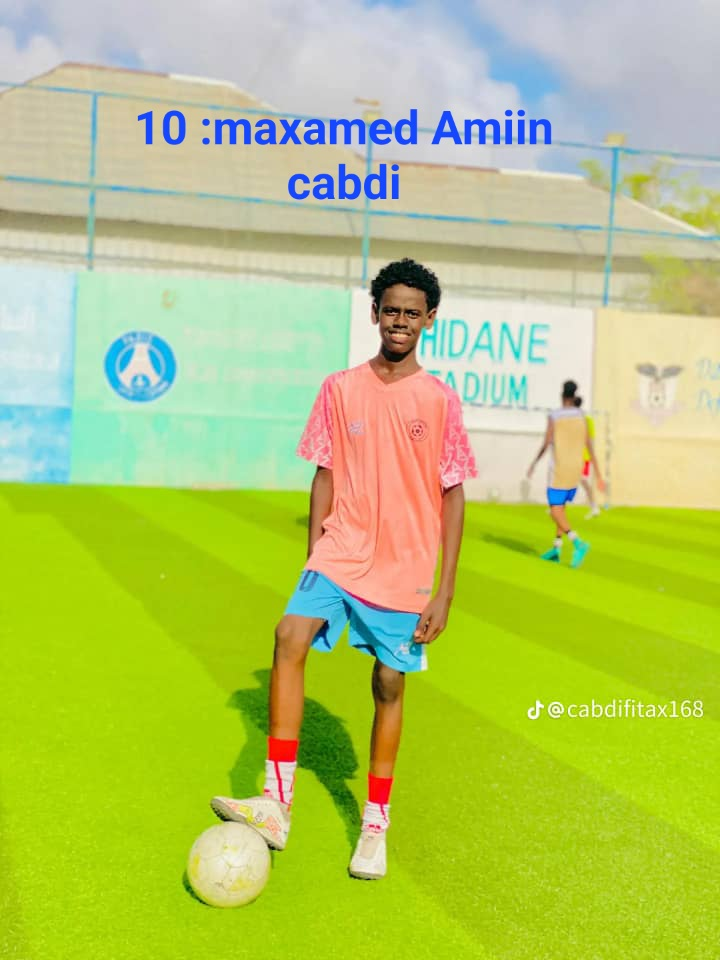 10 :maxamed Amiin
cabdi
HIDANE
TADIUM
@cabdifitax168